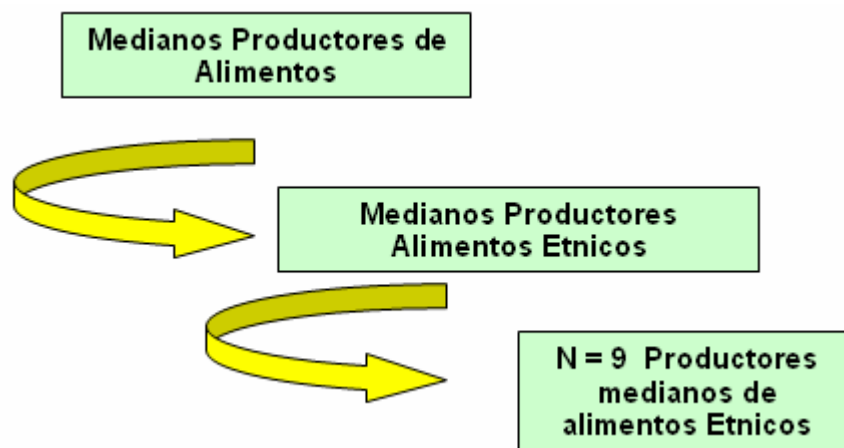 Medianos Productores de
Alimentos
Medianos Productores
Alimentos Etnicos
N = 9 Productores
medianos de
alimentos Etnicos